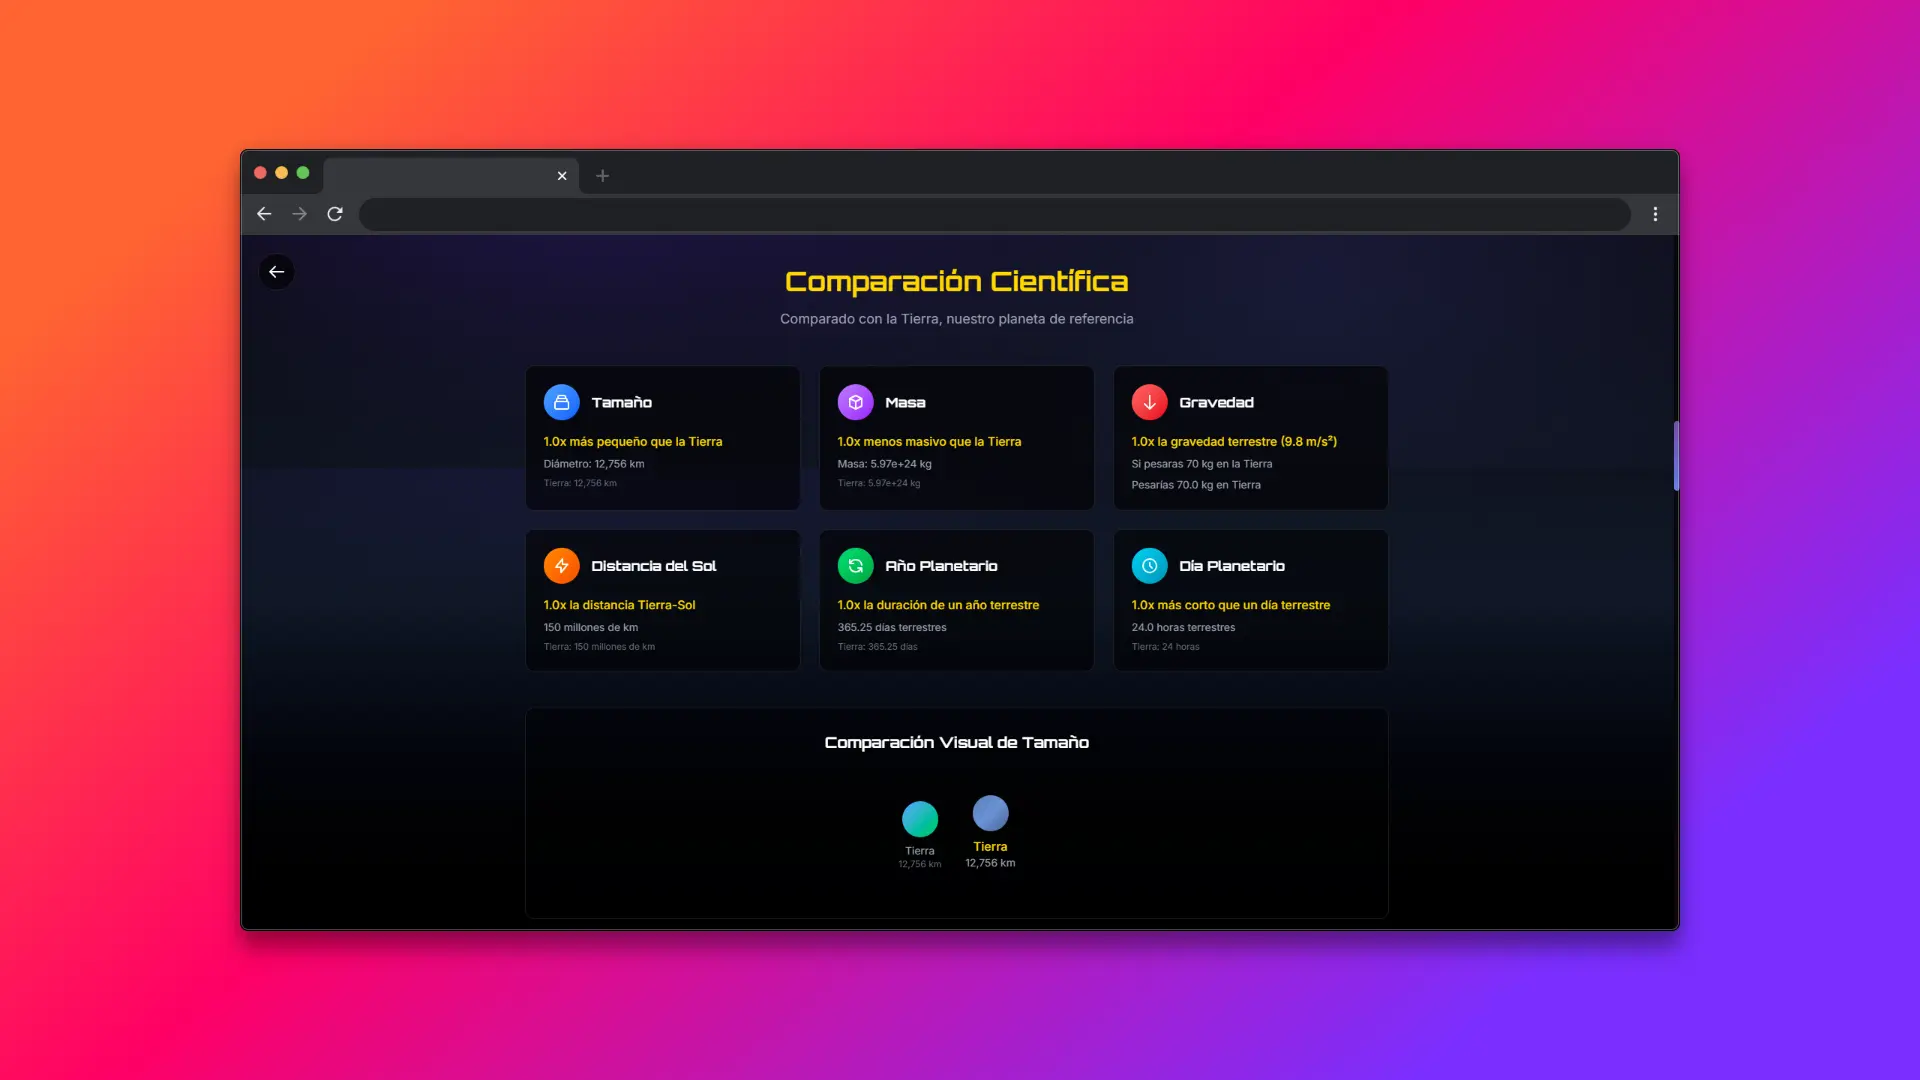 Comparación Científica
Comparado con la Tierra, nuestro planeta de referencia
Tamaño
1.0x más pequeño que la Tierra
Diámetro: 12,756 km
Tierra: 12,756 km
Masa
1.0x menos masivo que la Tierra
Masa: 5.97e+24 kg
Tierra: 5.97e+24 kg
Gravedad
1.0x la gravedad terrestre (9.8 m/s²)
Si pesaras 70 kg en la Tierra
Pesarías 70.0 kg en Tierra
Distancia del Sol
1.0x la distancia Tierra-Sol
150 millones de km
Tierra: 150 millones de km
Año Planetario
1.0x la duración de un año terrestre
365.25 días terrestres
Tierra: 365.25 días
Día Planetario
1.0x más corto que un día terrestre
24.0 horas terrestres
Tierra: 24 horas
Comparación Visual de Tamaño
Tierra
12,756 km
Tierra
12,756 km